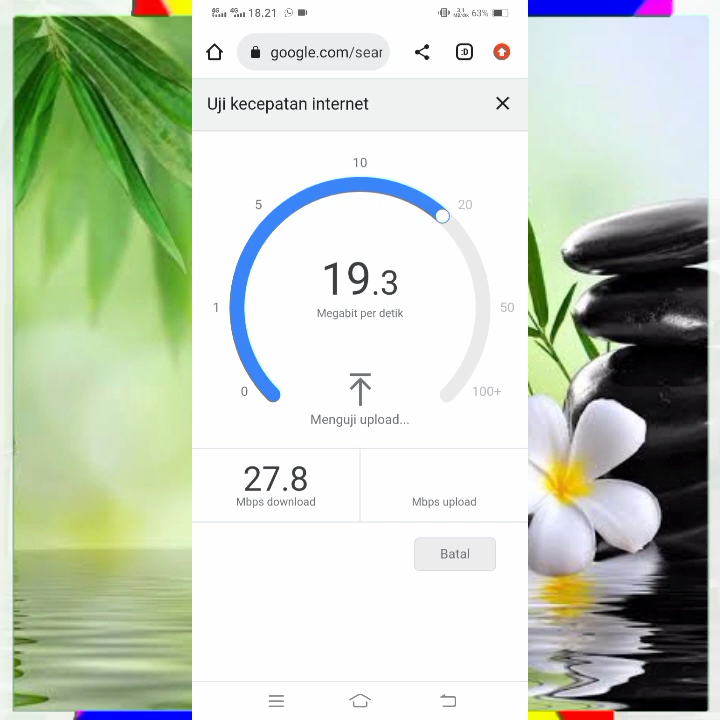 18.21
63%
google.com/sear
Uji kecepatan internet
10
5
20
19.3
Megabit per detik
1
50
0
100+
Menguji upload...
27.8
Mbps download
Mbps upload
Batal